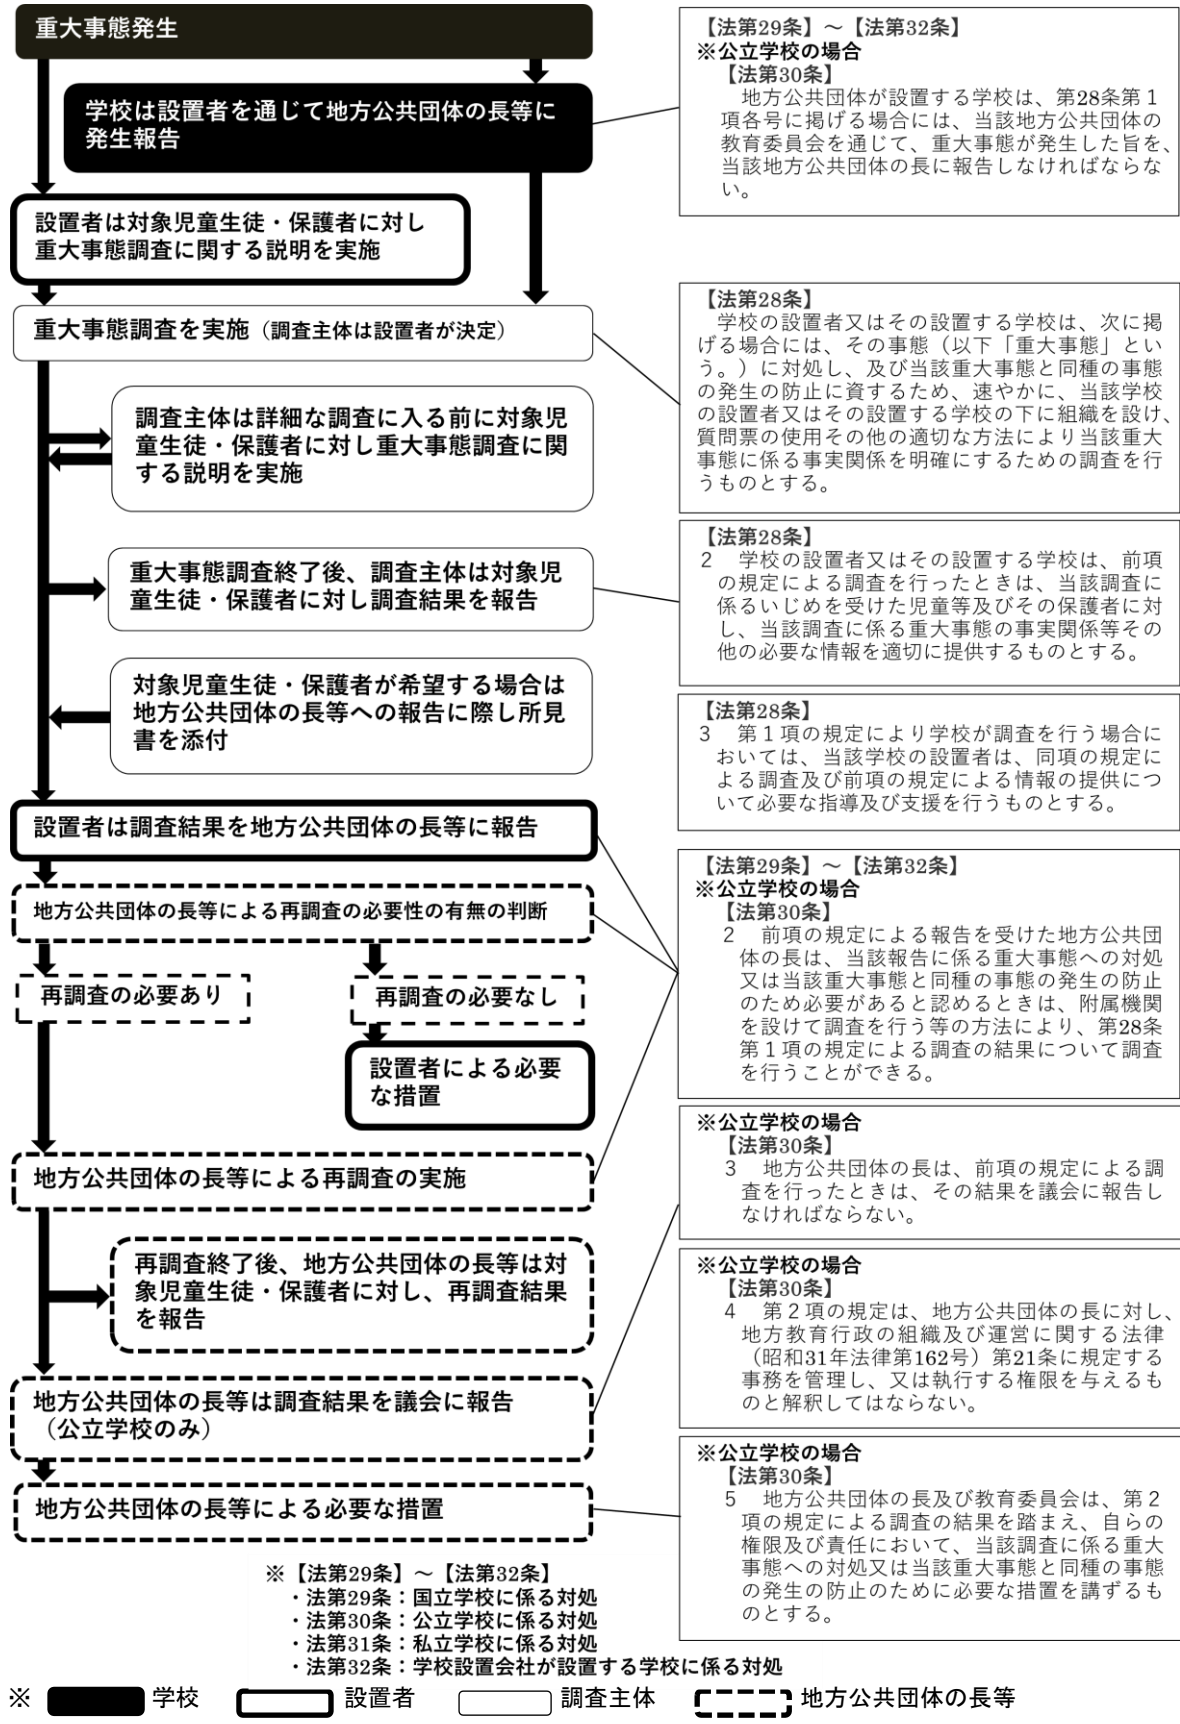 重大事態発生
学校は設置者を通じて地方公共団体の長等に
発生報告
設置者は対象児童生徒・保護者に対し
重大事態調査に関する説明を実施
重大事態調査を実施（調査主体は設置者が決定）
調査主体は詳細な調査に入る前に対象児
童生徒・保護者に対し重大事態調査に関
する説明を実施
重大事態調査終了後、調査主体は対象児
童生徒・保護者に対し調査結果を報告
対象児童生徒・保護者が希望する場合は
地方公共団体の長等への報告に際し所見
書を添付
設置者は調査結果を地方公共団体の長等に報告
地方公共団体の長等による再調査の必要性の有無の判断
再調査の必要あり
再調査の必要なし
設置者による必要
な措置
地方公共団体の長等による再調査の実施
再調査終了後、地方公共団体の長等は対
象児童生徒・保護者に対し、再調査結果
を報告
地方公共団体の長等は調査結果を議会に報告
（公立学校のみ）
地方公共団体の長等による必要な措置
【法第29条】～【法第32条】
※公立学校の場合
【法第30条】
地方公共団体が設置する学校は、第28条第１
項各号に掲げる場合には、当該地方公共団体の
教育委員会を通じて、重大事態が発生した旨を、
当該地方公共団体の長に報告しなければならな
い。
【法第28条】
学校の設置者又はその設置する学校は、次に掲
げる場合には、その事態（以下「重大事態」とい
う。）に対処し、及び当該重大事態と同種の事態
の発生の防止に資するため、速やかに、当該学校
の設置者又はその設置する学校の下に組織を設け、
質問票の使用その他の適切な方法により当該重大
事態に係る事実関係を明確にするための調査を行
うものとする。
【法第28条】
２　学校の設置者又はその設置する学校は、前項
の規定による調査を行ったときは、当該調査に
係るいじめを受けた児童等及びその保護者に対
し、当該調査に係る重大事態の事実関係等その
他の必要な情報を適切に提供するものとする。
【法第28条】
３　第１項の規定により学校が調査を行う場合に
おいては、当該学校の設置者は、同項の規定に
よる調査及び前項の規定による情報の提供につ
いて必要な指導及び支援を行うものとする。
【法第29条】～【法第32条】
※公立学校の場合
【法第30条】
２　前項の規定による報告を受けた地方公共団
体の長は、当該報告に係る重大事態への対処
又は当該重大事態と同種の事態の発生の防止
のため必要があると認めるときは、附属機関
を設けて調査を行う等の方法により、第28条
第１項の規定による調査の結果について調査
を行うことができる。
※公立学校の場合
【法第30条】
３　地方公共団体の長は、前項の規定による調
査を行ったときは、その結果を議会に報告し
なければならない。
※公立学校の場合
【法第30条】
４　第２項の規定は、地方公共団体の長に対し、
地方教育行政の組織及び運営に関する法律
（昭和31年法律第162号）第21条に規定する
事務を管理し、又は執行する権限を与えるも
のと解釈してはならない。
※公立学校の場合
【法第30条】
５　地方公共団体の長及び教育委員会は、第２
項の規定による調査の結果を踏まえ、自らの
権限及び責任において、当該調査に係る重大
事態への対処又は当該重大事態と同種の事態
の発生の防止のために必要な措置を講ずるも
のとする。
※【法第29条】～【法第32条】
・法第29条：国立学校に係る対処
・法第30条：公立学校に係る対処
・法第31条：私立学校に係る対処
・法第32条：学校設置会社が設置する学校に係る対処
※　学校　設置者　調査主体　地方公共団体の長等